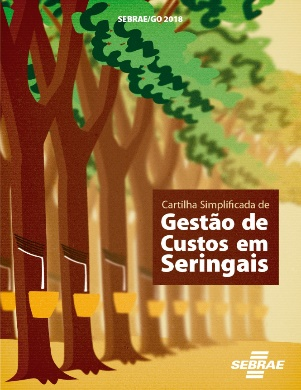 SEBRAE/GO 2018
Cartilha Simplificada de
Gestão de
Custos em
Seringais
SEBRAE